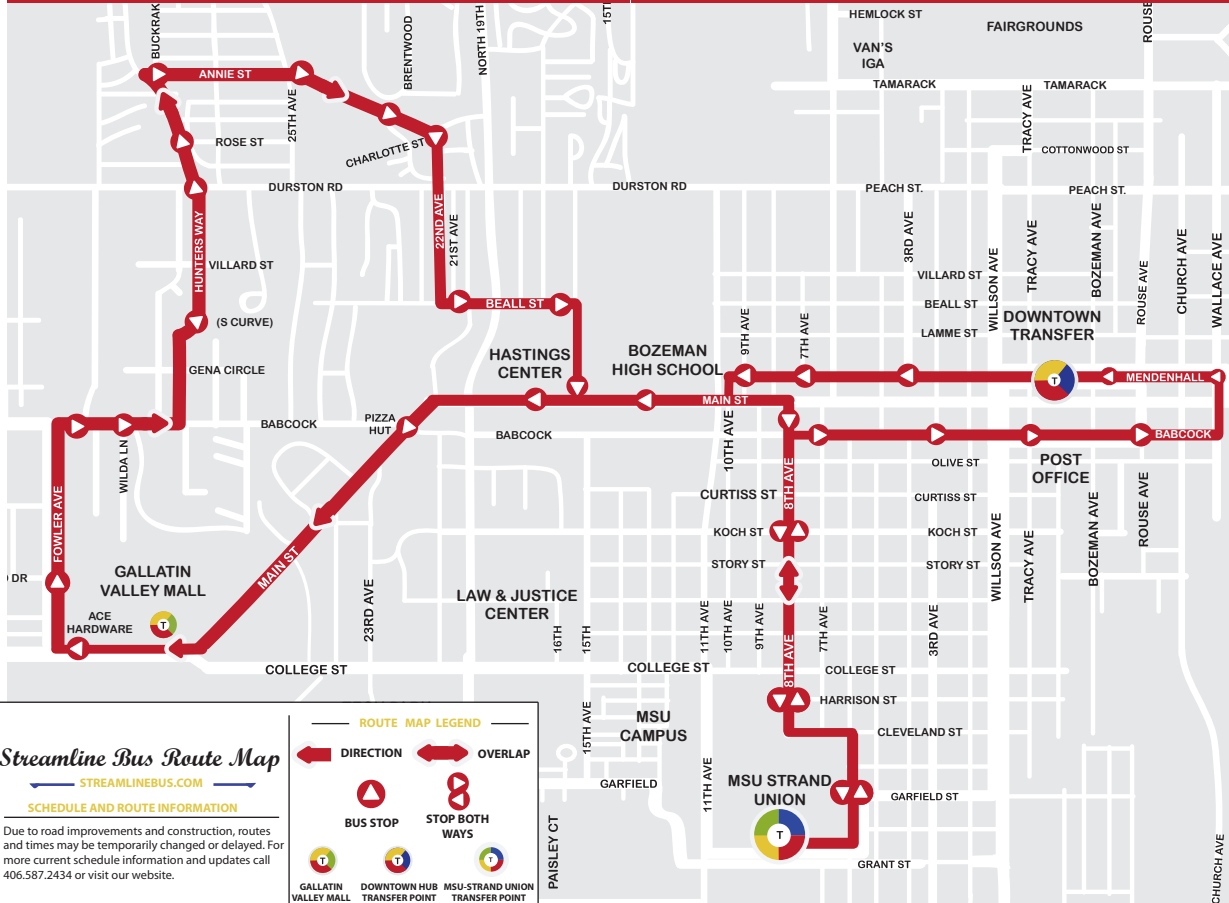 HEMLOCK ST
FAIRGROUNDS
ROUSE
15TH
NORTH 19TH
BRENTWOOD
BUCKRAK
VAN'S
IGA
TAMARACK
TAMARACK
ANNIE ST
25TH AVE
TRACY AVE
ROSE ST
CHARLOTTE ST
COTTONWOOD ST
DURSTON RD
DURSTON RD
PEACH ST.
PEACH ST.
HUNTERS WAY
22ND AVE
21ST AVE
3RD AVE
WILLSON AVE
TRACY AVE
BOZEMAN AVE
ROUSE AVE
CHURCH AVE
WALLACE AVE
VILLARD ST
VILLARD ST
BEALL ST
BEALL ST
(S CURVE)
LAMME ST
DOWNTOWN
TRANSFER
9TH AVE
7TH AVE
GENA CIRCLE
HASTINGS
CENTER
BOZEMAN
HIGH SCHOOL
T
MENDENHALL
MAIN ST
PIZZA
HUT
BABCOCK
BABCOCK
BABCOCK
10TH AVE
WILDA LN
OLIVE ST
POST
OFFICE
8TH AVE
CURTISS ST
CURTISS ST
FOWLER AVE
KOCH ST
KOCH ST
WILLSON AVE
TRACY AVE
BOZEMAN AVE
ROUSE AVE
STORY ST
STORY ST
DR
GALLATIN
VALLEY MALL
MAIN ST
23RD AVE
LAW & JUSTICE
CENTER
ACE
HARDWARE
T
16TH
15TH
11TH AVE
10TH AVE
9TH AVE
8TH AVE
7TH AVE
3RD AVE
COLLEGE ST
COLLEGE ST
COLLEGE ST
HARRISON ST
MSU
CAMPUS
15TH AVE
CLEVELAND ST
11TH AVE
GARFIELD
MSU STRAND
UNION
T
GARFIELD ST
GRANT ST
PAISLEY CT
CHURCH AVE
Streamline Bus Route Map
STREAMLINEBUS.COM
SCHEDULE AND ROUTE INFORMATION
Due to road improvements and construction, routes
and times may be temporarily changed or delayed. For
more current schedule information and updates call
406.587.2434 or visit our website.
ROUTE MAP LEGEND
DIRECTION
OVERLAP
BUS STOP
STOP BOTH
WAYS
T
T
T
GALLATIN
VALLEY MALL
DOWNTOWN HUB
TRANSFER POINT
MSU-STRAND UNION
TRANSFER POINT